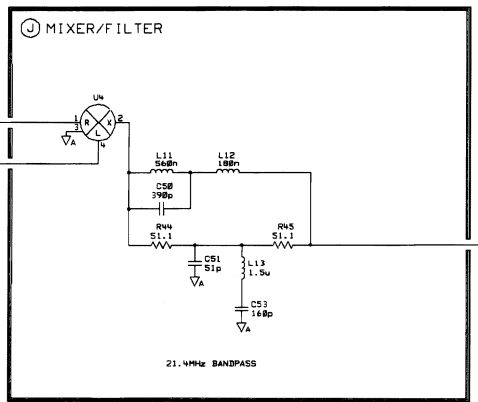 J MIXER/FILTER
U4
1 R X 2
3 L
A 4
L11 L12
560n 180n
C50
390p
R44 R45
51.1 51.1
C51 L13
51p 1.5u
A
C53
160p
A
21.4MHz BANDPASS